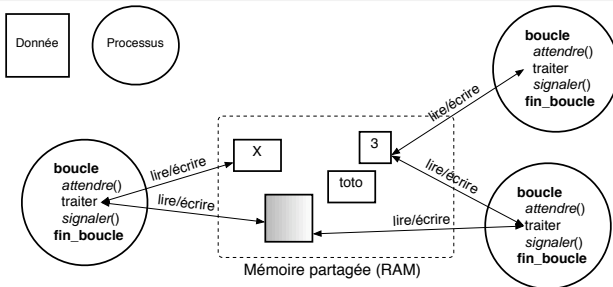 Donnée
Processus
boucle
attendre()
traiter
signaler()
fin_boucle
lire/écrire
3
X
lire/écrire
lire/écrire
toto
boucle
attendre()
traiter
signaler()
fin_boucle
lire/écrire
lire/écrire
boucle
attendre()
traiter
signaler()
fin_boucle
Mémoire partagée (RAM)